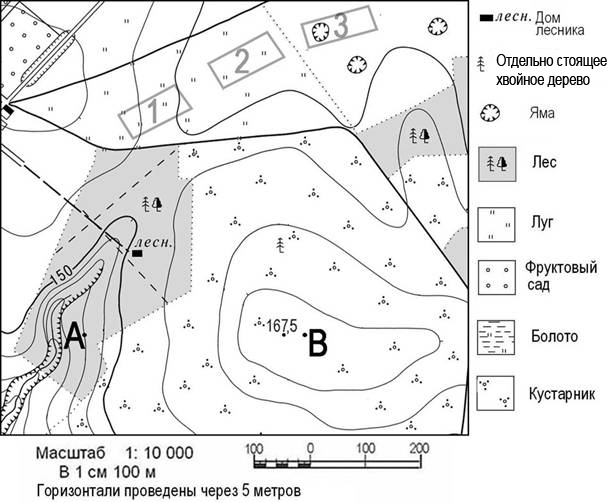 1
2
3
лесн.
150
А
167,5
В
лесн. Дом
лесника
Отдельно стоящее
хвойное дерево
Яма
Лес
Луг
Фруктовый
сад
Болото
Кустарник
Масштаб 1: 10 000
В 1 см 100 м
Горизонтали проведены через 5 метров
100 0 100 200